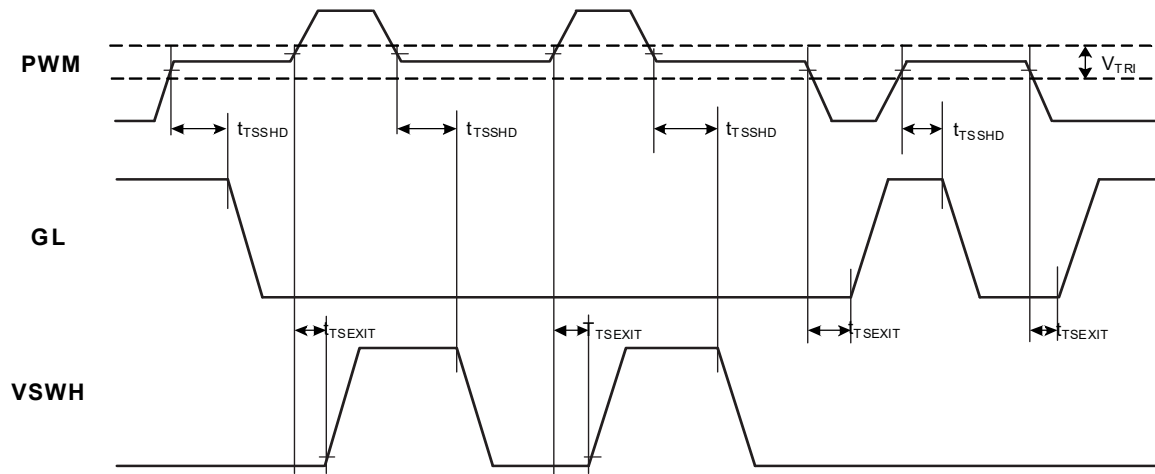 PWM
V_TRI
t_TSSHD
t_TSSHD
t_TSSHD
t_TSSHD
GL
t_TSEXIT
t_TSEXIT
t_TSEXIT
t_TSEXIT
VSWH